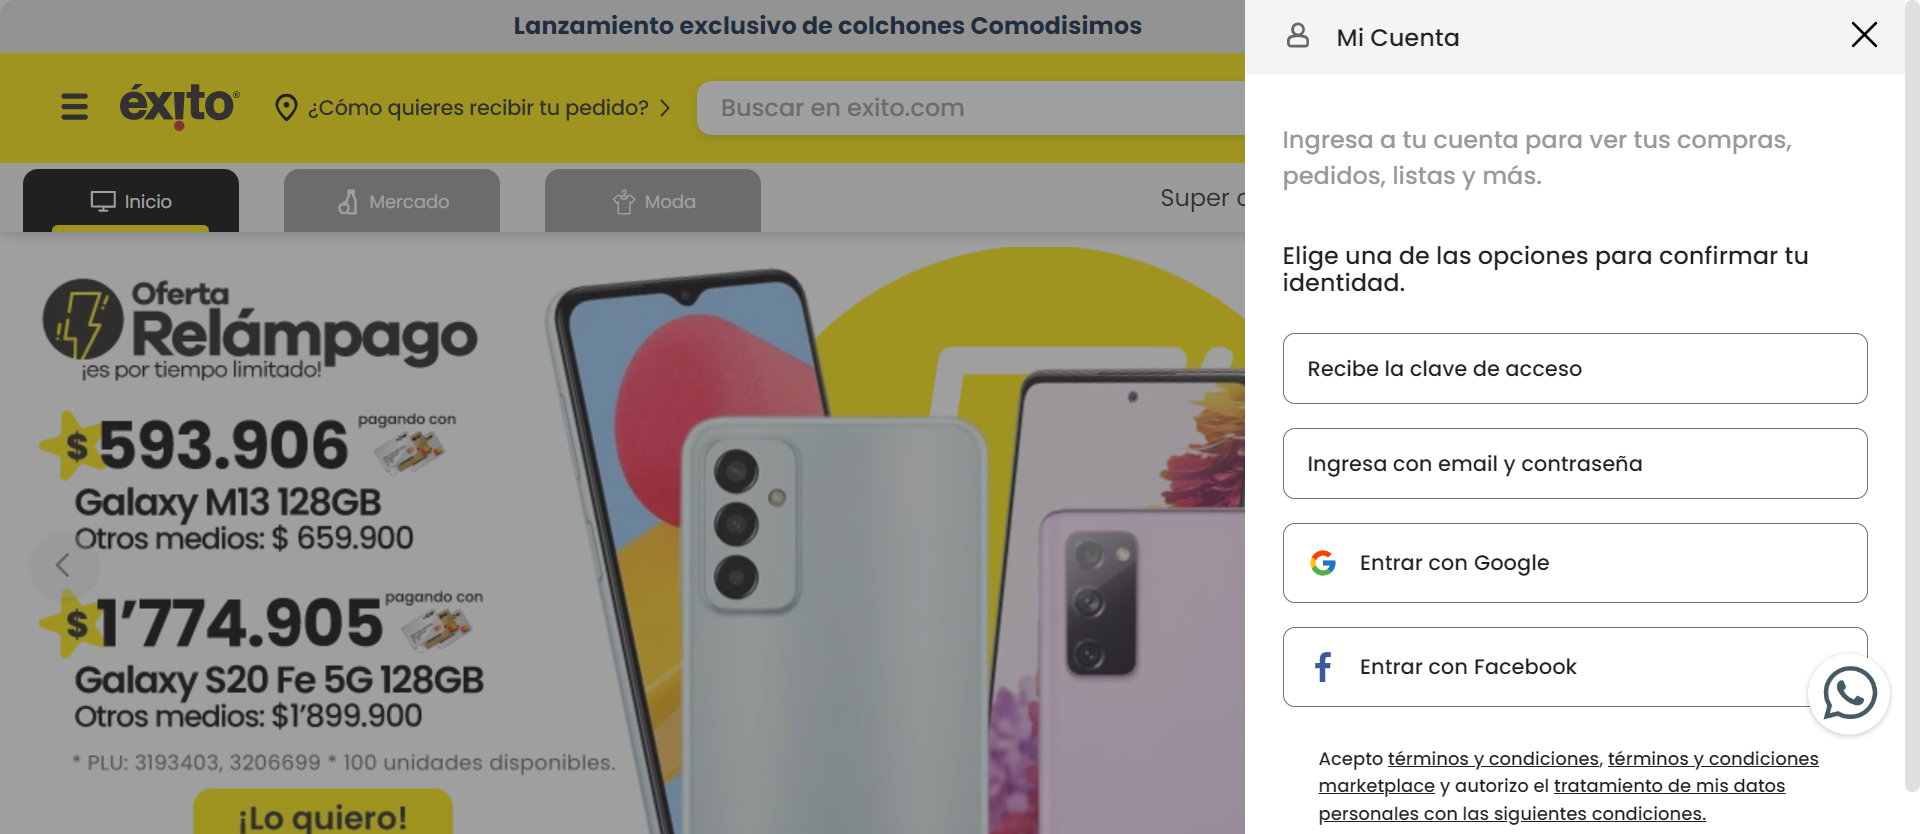 Lanzamiento exclusivo de colchones Comodisimos
éxito®
¿Cómo quieres recibir tu pedido?
Buscar en exito.com
Inicio
Mercado
Moda
Super
Oferta
Relámpago
¡es por tiempo limitado!
$593.906 pagando con
Galaxy M13 128GB
Otros medios: $ 659.900
$1’774.905 pagando con
Galaxy S20 Fe 5G 128GB
Otros medios: $1’899.900
* PLU: 3193403, 3206699 * 100 unidades disponibles.
¡Lo quiero!
Mi Cuenta
Ingresa a tu cuenta para ver tus compras,
pedidos, listas y más.
Elige una de las opciones para confirmar tu
identidad.
Recibe la clave de acceso
Ingresa con email y contraseña
Entrar con Google
Entrar con Facebook
Acepto términos y condiciones, términos y condiciones
marketplace y autorizo el tratamiento de mis datos
personales con las siguientes condiciones.